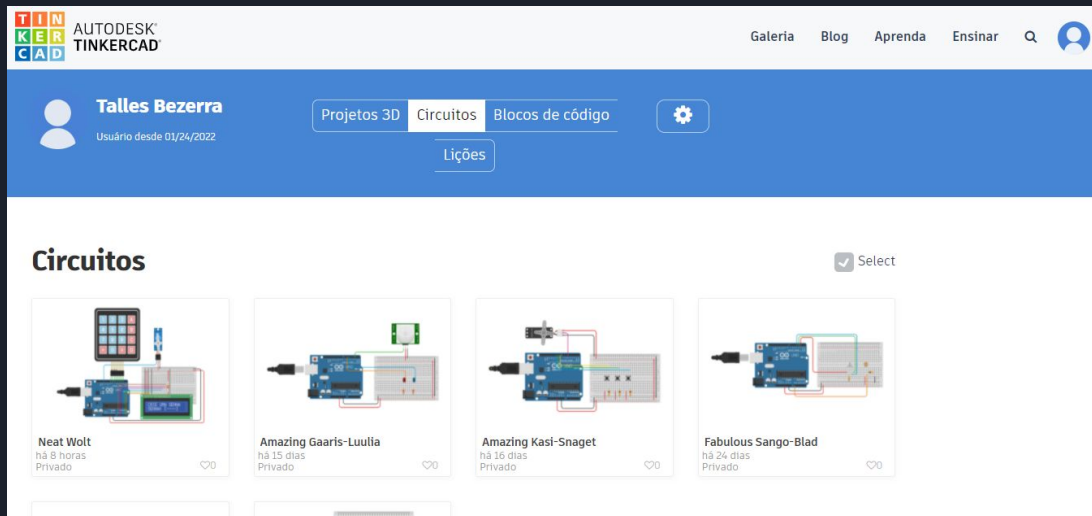 TIN
KER
CAD
AUTODESK®
TINKERCAD®
Galeria Blog Aprenda Ensinar
Talles Bezerra
Usuário desde 01/24/2022
Projetos 3D Circuitos Blocos de código
Lições
Circuitos
Select
Neat Wolt
há 8 horas
Privado 0
Amazing Gaaris-Luulia
há 15 dias
Privado 0
Amazing Kasi-Snaget
há 16 dias
Privado 0
Fabulous Sango-Blad
há 24 dias
Privado 0